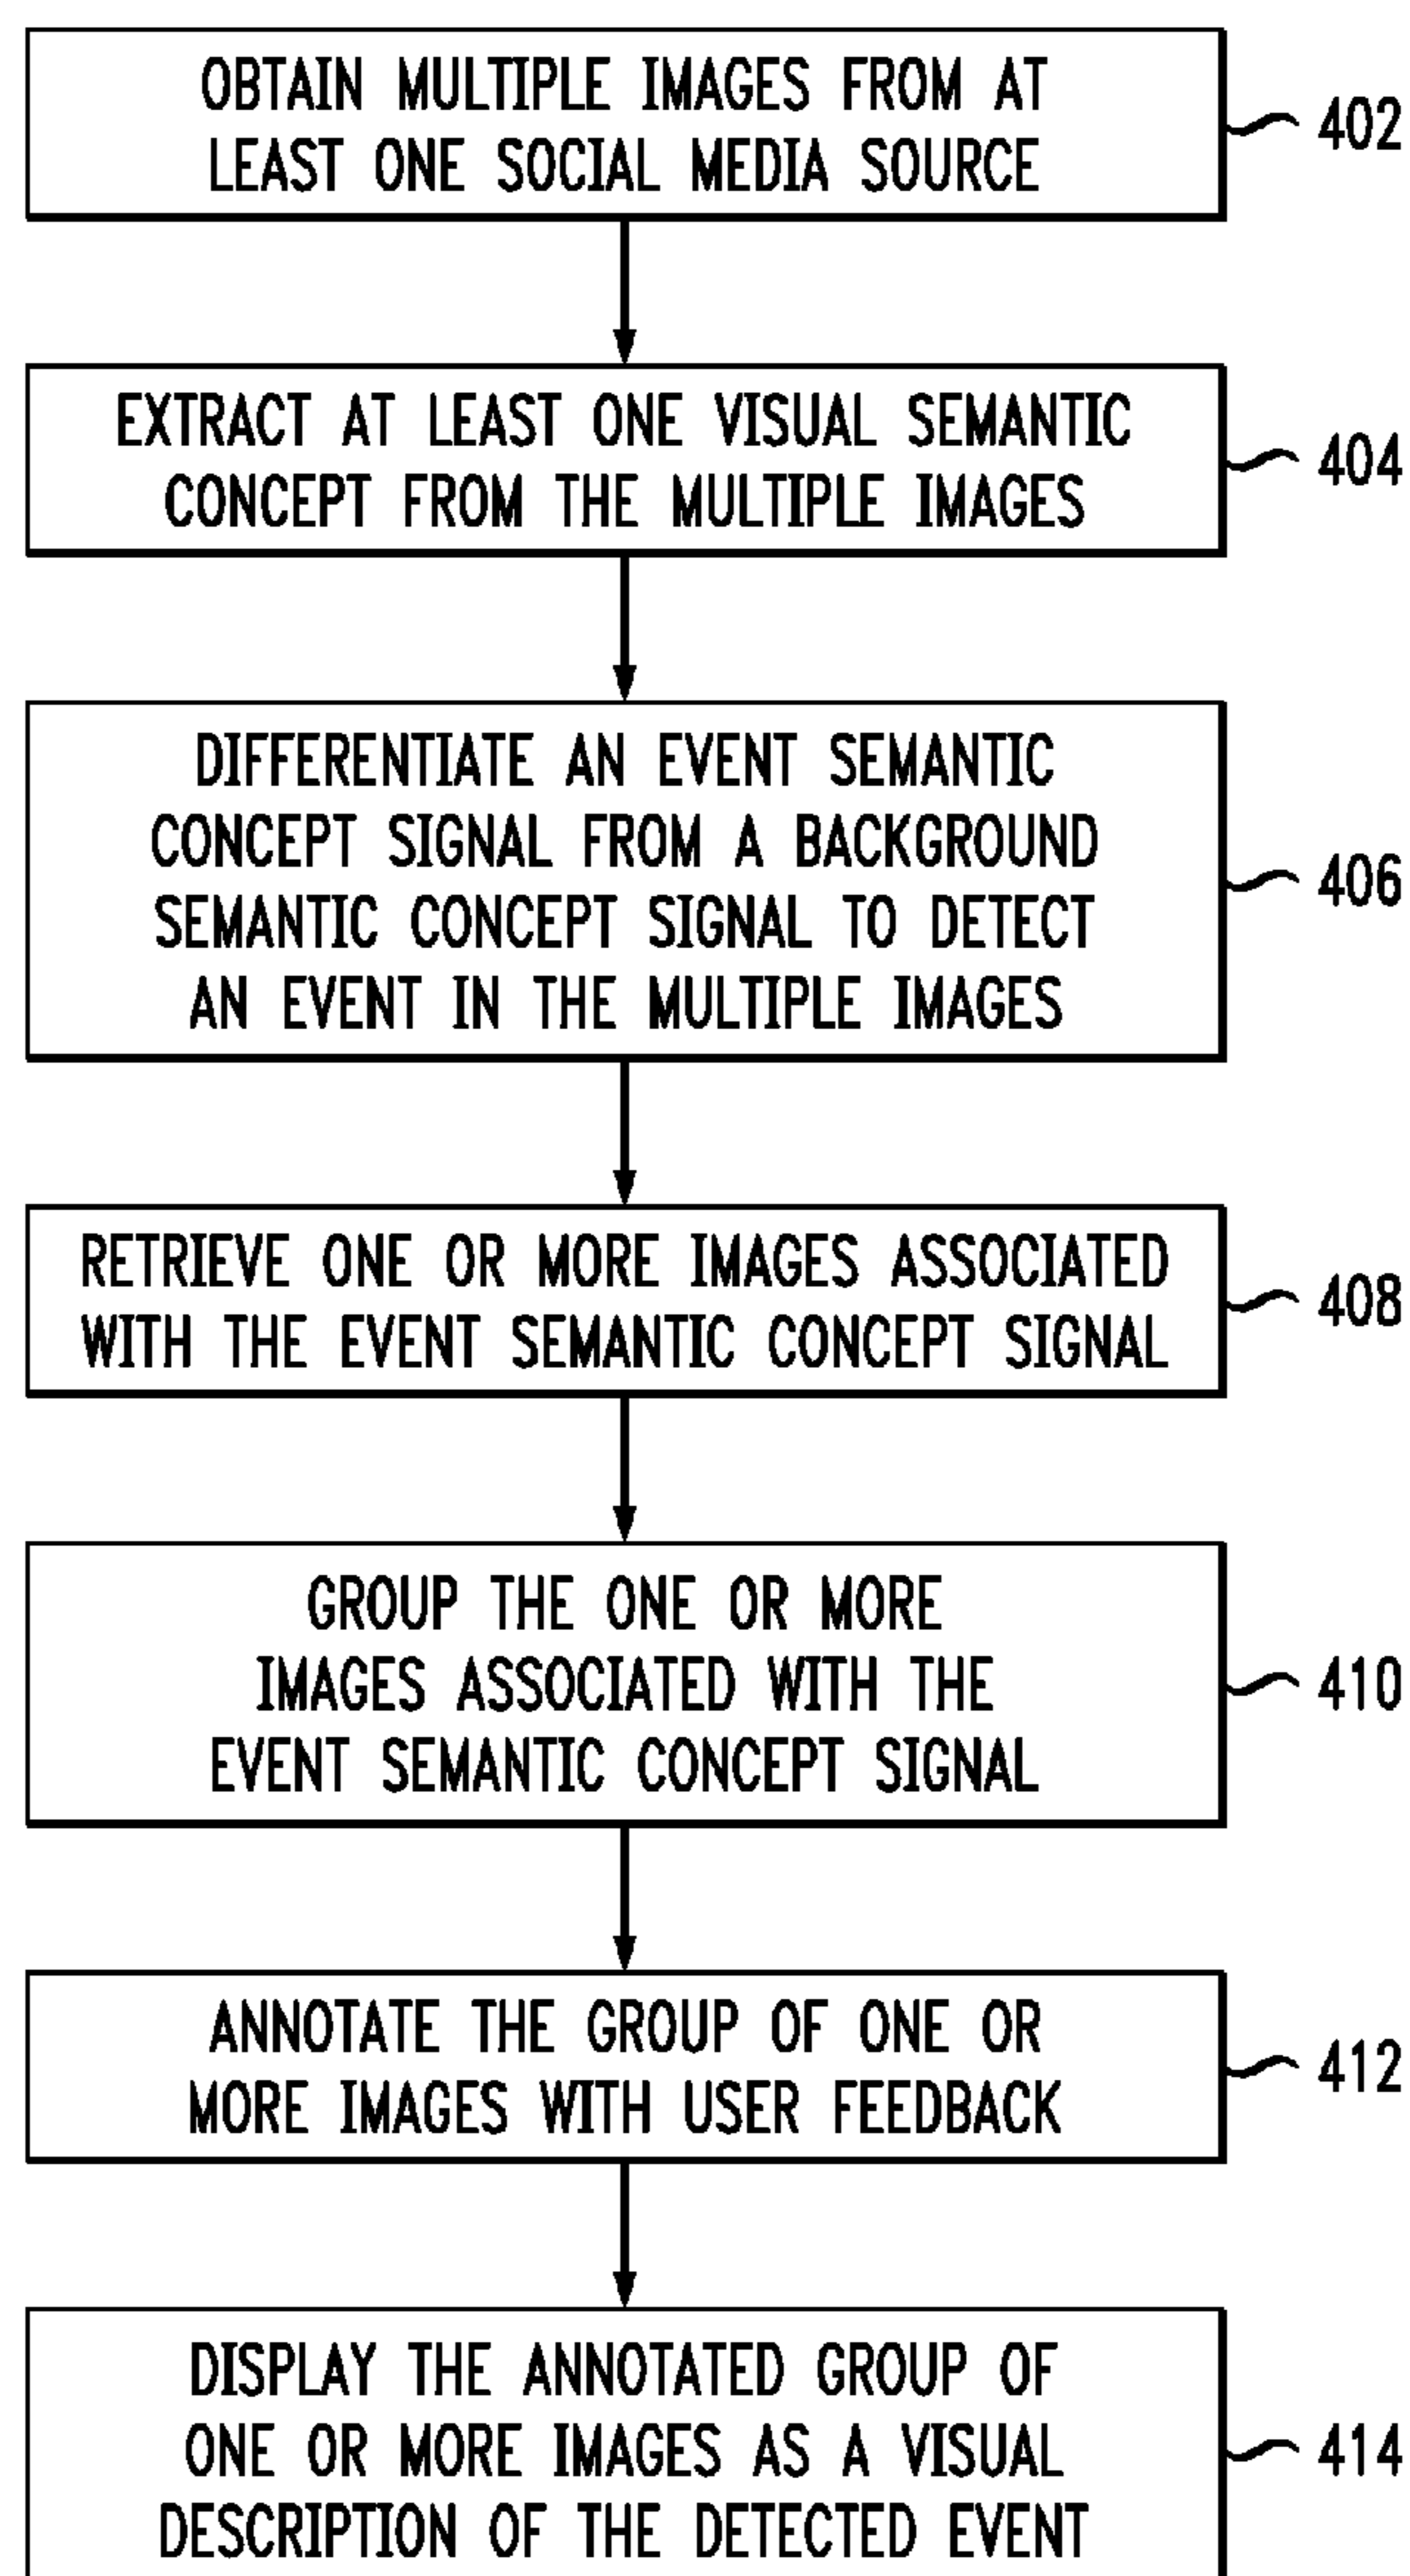 OBTAIN MULTIPLE IMAGES FROM AT
LEAST ONE SOCIAL MEDIA SOURCE
402
EXTRACT AT LEAST ONE VISUAL SEMANTIC
CONCEPT FROM THE MULTIPLE IMAGES
404
DIFFERENTIATE AN EVENT SEMANTIC
CONCEPT SIGNAL FROM A BACKGROUND
SEMANTIC CONCEPT SIGNAL TO DETECT
AN EVENT IN THE MULTIPLE IMAGES
406
RETRIEVE ONE OR MORE IMAGES ASSOCIATED
WITH THE EVENT SEMANTIC CONCEPT SIGNAL
408
GROUP THE ONE OR MORE
IMAGES ASSOCIATED WITH THE
EVENT SEMANTIC CONCEPT SIGNAL
410
ANNOTATE THE GROUP OF ONE OR
MORE IMAGES WITH USER FEEDBACK
412
DISPLAY THE ANNOTATED GROUP OF
ONE OR MORE IMAGES AS A VISUAL
DESCRIPTION OF THE DETECTED EVENT
414